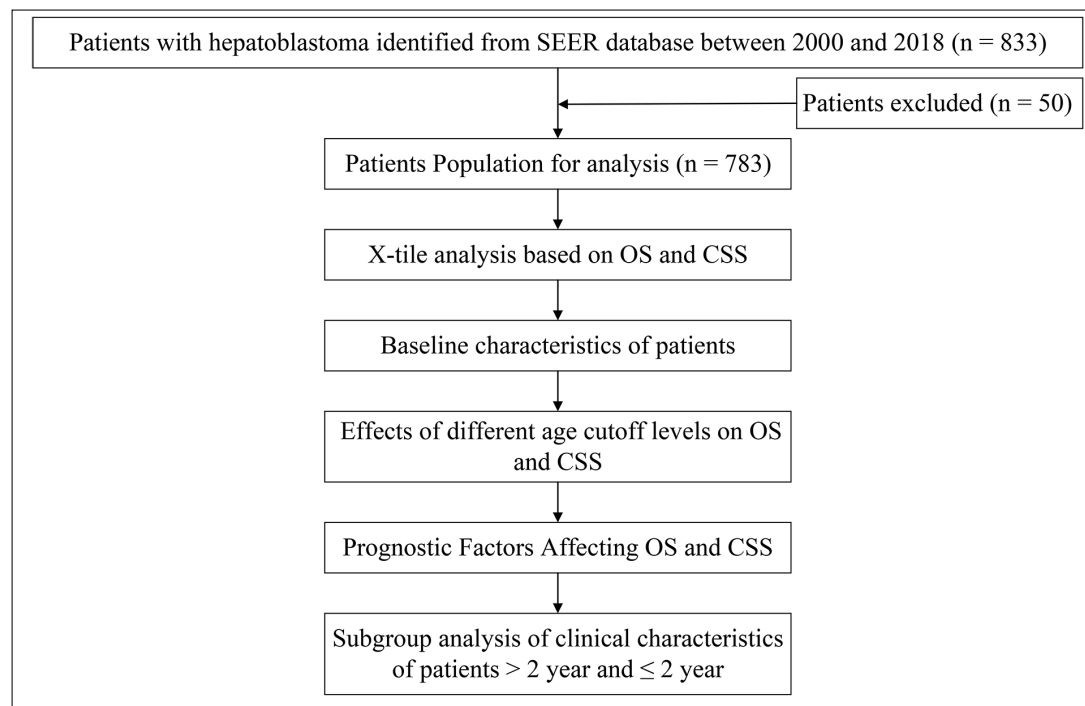 Patients with hepatoblastoma identified from SEER database between 2000 and 2018 (n = 833)
Patients excluded (n = 50)
Patients Population for analysis (n = 783)
X-tile analysis based on OS and CSS
Baseline characteristics of patients
Effects of different age cutoff levels on OS
and CSS
Prognostic Factors Affecting OS and CSS
Subgroup analysis of clinical characteristics
of patients > 2 year and ≤ 2 year